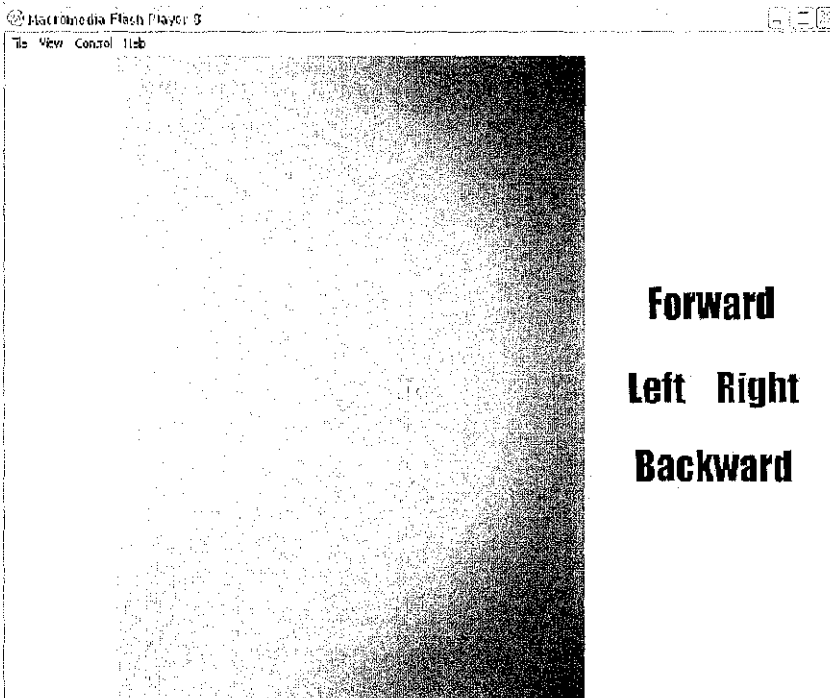 Macromedia Flash Player 8
File View Control Help
Forward
Left Right
Backward